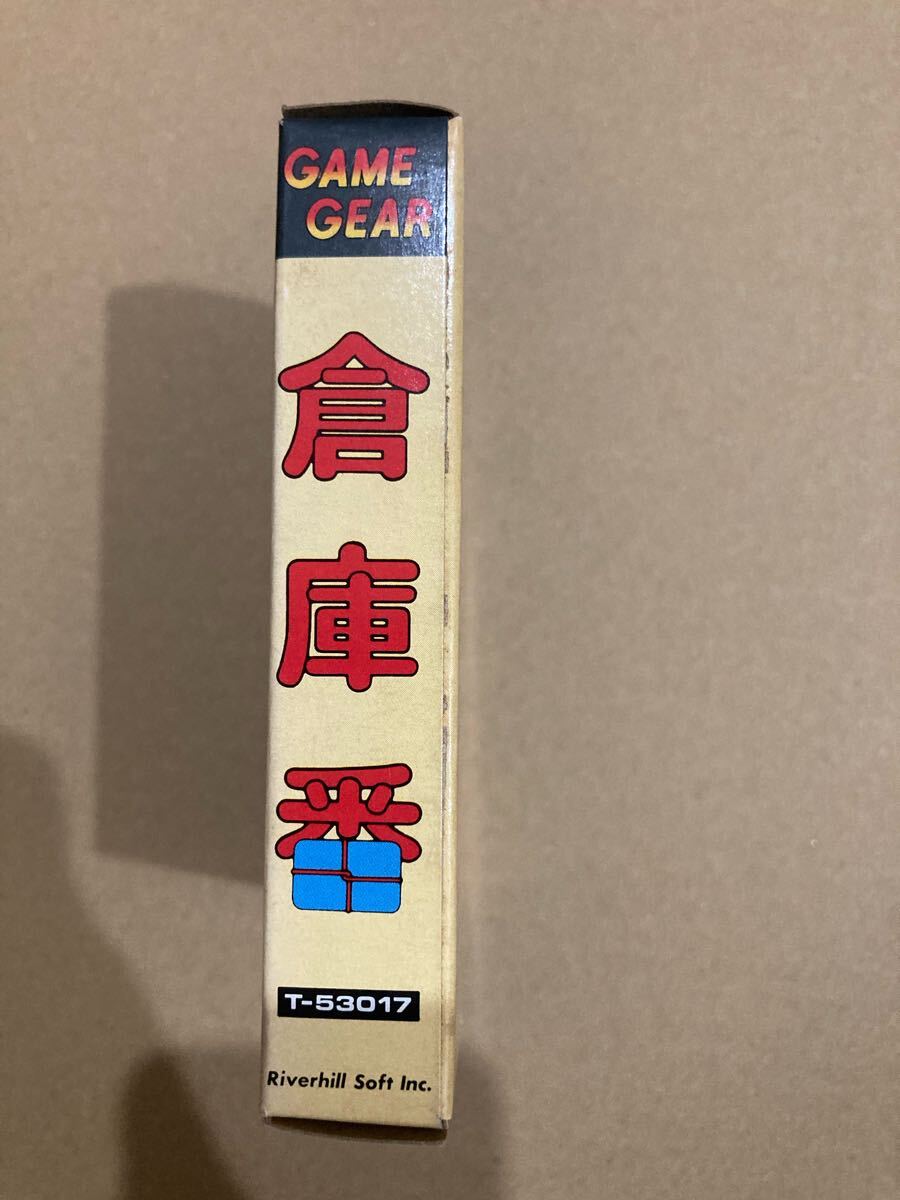 GAME
GEAR
倉庫番
T-53017
Riverhill Soft Inc.